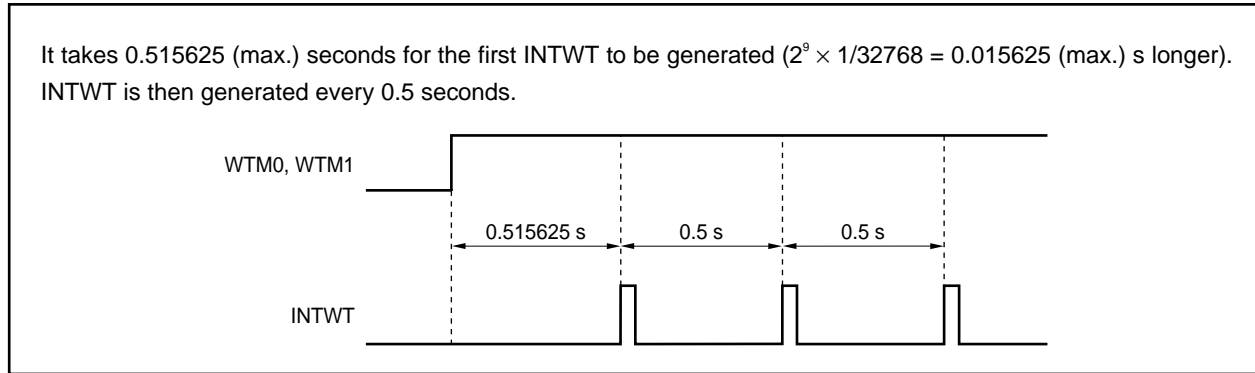 It takes 0.515625 (max.) seconds for the first INTWT to be generated (2⁹ × 1/32768 = 0.015625 (max.) s longer).
INTWT is then generated every 0.5 seconds.
WTM0, WTM1
0.515625 s
0.5 s
0.5 s
INTWT